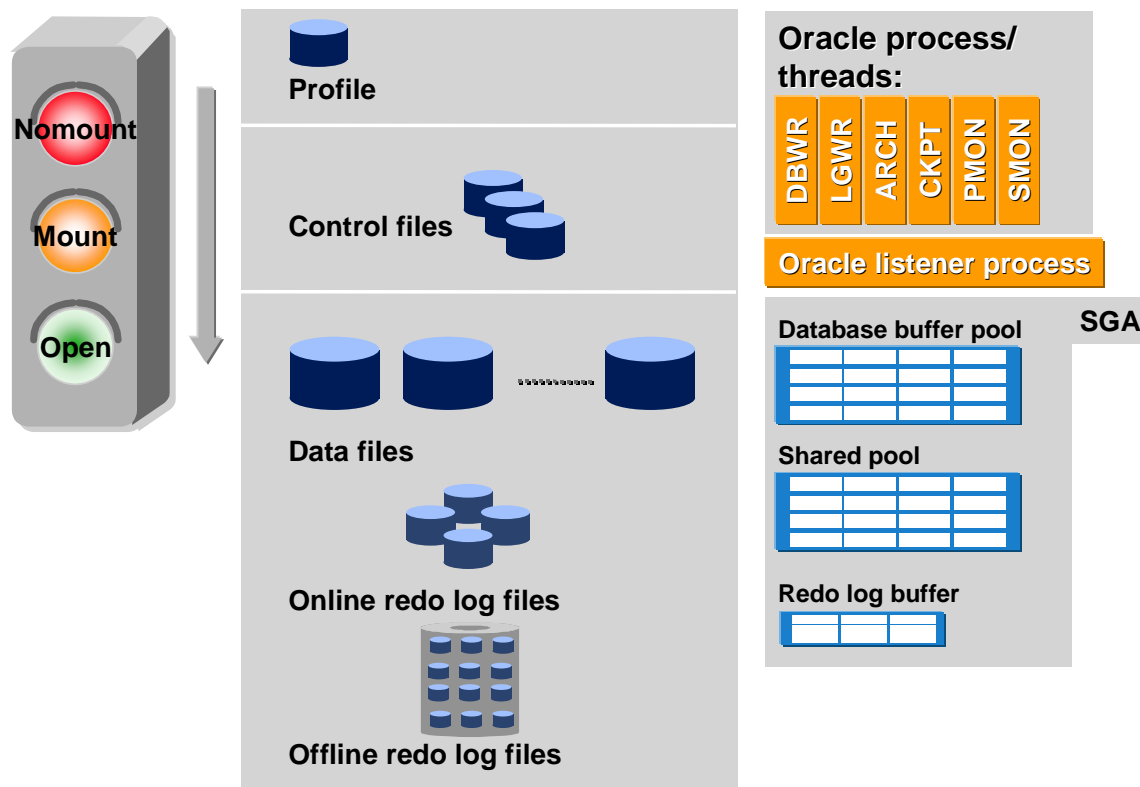 Nomount
Mount
Open
Profile
Control files
Data files
Online redo log files
Offline redo log files
Oracle process/
threads:
DBWR
LGWR
ARCH
CKPT
PMON
SMON
Oracle listener process
SGA
Database buffer pool
Shared pool
Redo log buffer